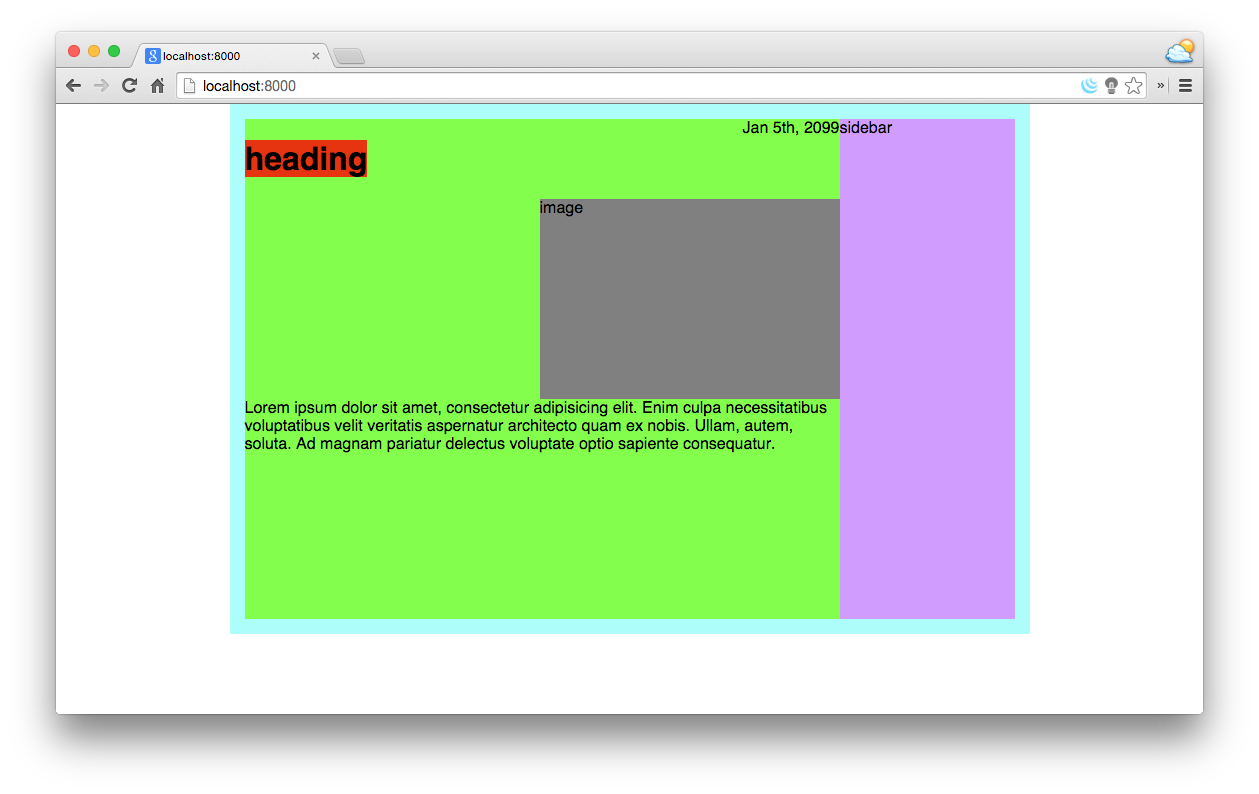 localhost:8000
localhost:8000
Jan 5th, 2099sidebar
heading
image
Lorem ipsum dolor sit amet, consectetur adipisicing elit. Enim culpa necessitatibus
voluptatibus velit veritatis aspernatur architecto quam ex nobis. Ullam, autem,
soluta. Ad magnam pariatur delectus voluptate optio sapiente consequatur.